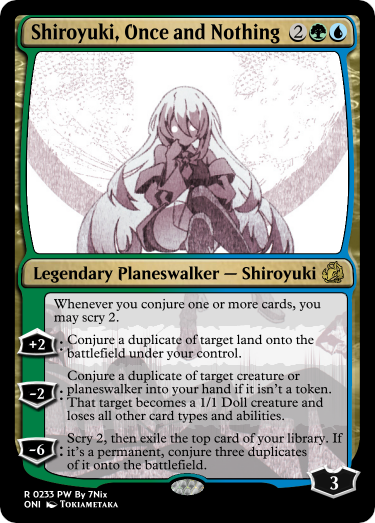 Shiroyuki, Once and Nothing 2
Legendary Planeswalker — Shiroyuki
Whenever you conjure one or more cards, you
may scry 2.
+2: Conjure a duplicate of target land onto the
battlefield under your control.
Conjure a duplicate of target creature or
planeswalker into your hand if it isn't a token.
-2: That target becomes a 1/1 Doll creature and
loses all other card types and abilities.
Scry 2, then exile the top card of your library. If
-6: it's a permanent, conjure three duplicates
of it onto the battlefield.
3
R 0233 PW By 7Nix
ONI Tokiametaka